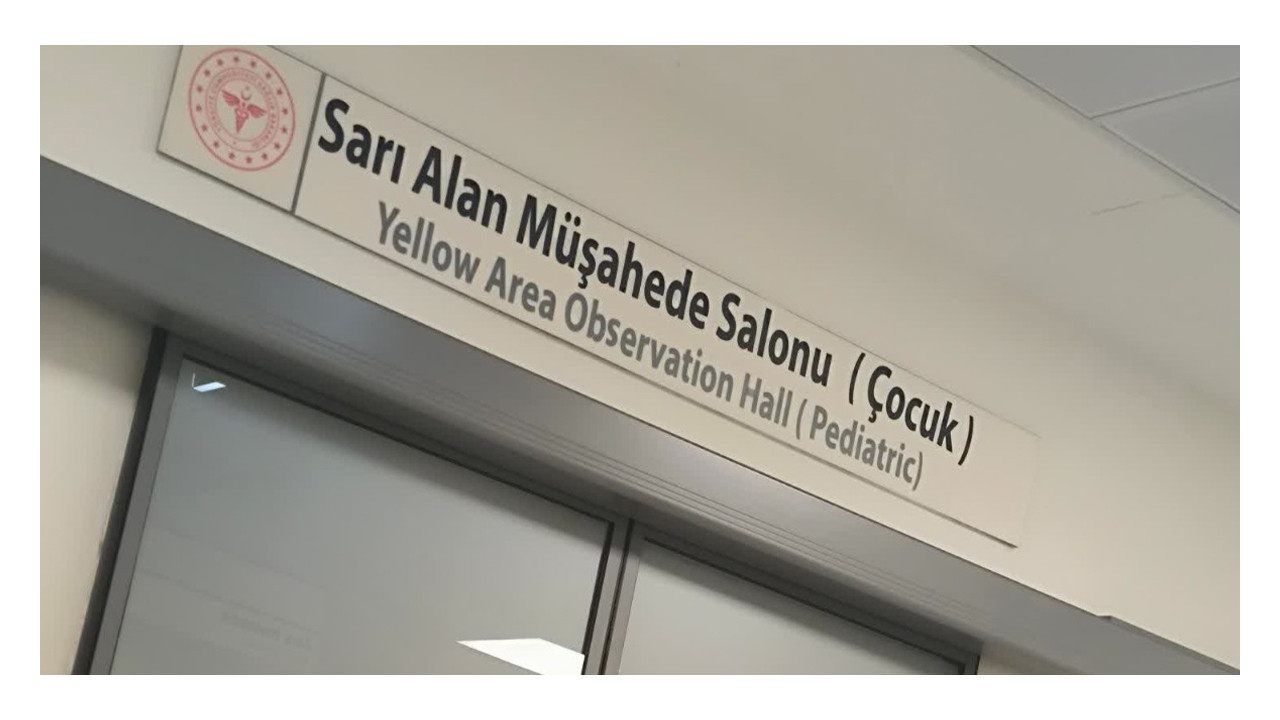 Sarı Alan Müşahede Salonu ( Çocuk )
Yellow Area Observation Hall ( Pediatric)